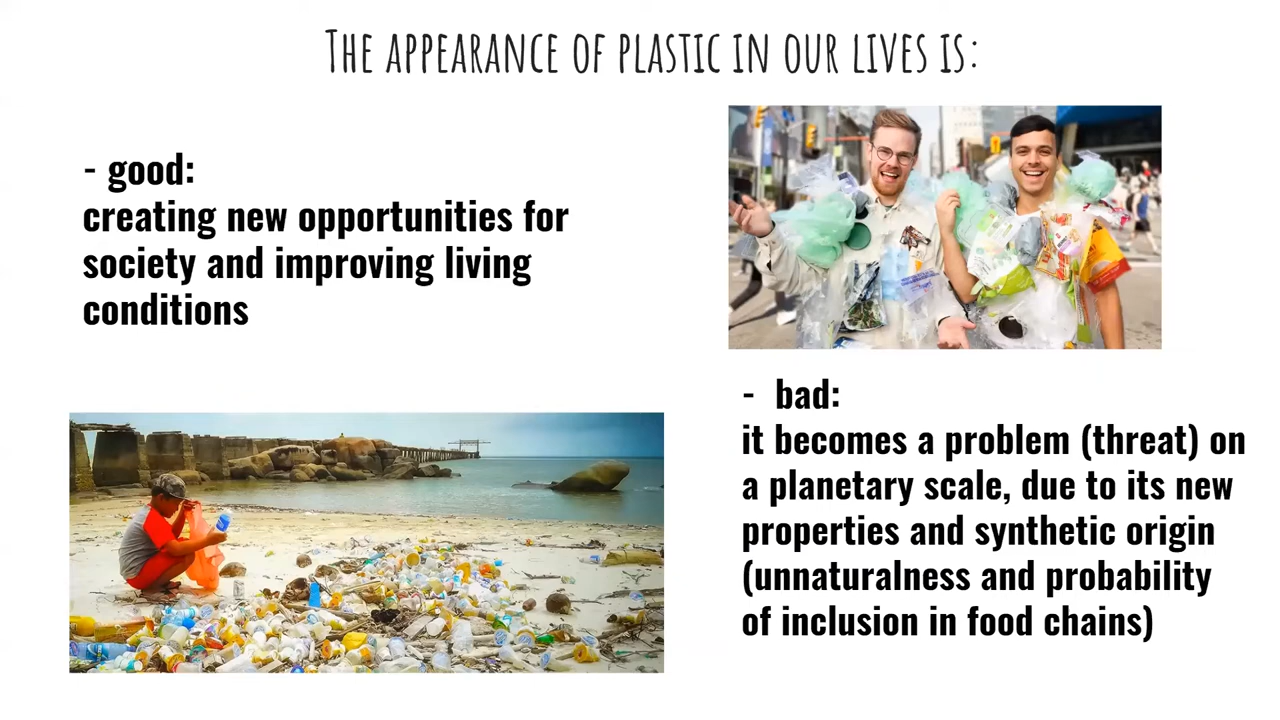 The appearance of plastic in our lives is:
- good:
creating new opportunities for
society and improving living
conditions
- bad:
it becomes a problem (threat) on
a planetary scale, due to its new
properties and synthetic origin
(unnaturalness and probability
of inclusion in food chains)